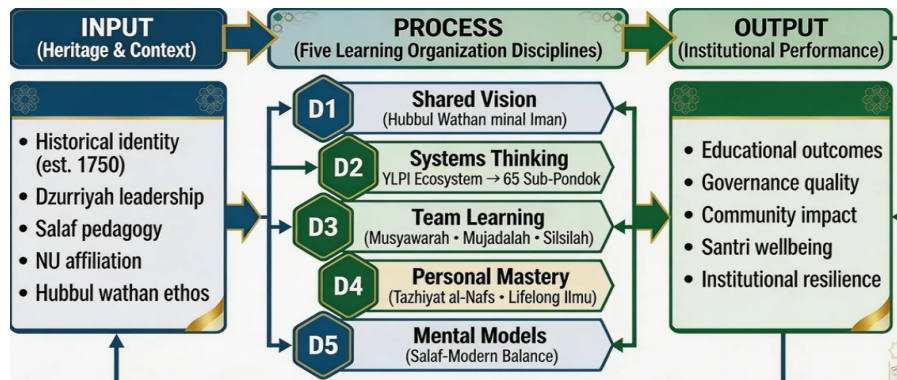 INPUT
(Heritage & Context)
PROCESS
(Five Learning Organization Disciplines)
OUTPUT
(Institutional Performance)
• Historical identity
(est. 1750)
• Dzurriyah leadership
• Salaf pedagogy
• NU affiliation
• Hubbul wathan ethos
D1
Shared Vision
(Hubbul Wathan minal Iman)
D2
Systems Thinking
YLPI Ecosystem → 65 Sub-Pondok
D3
Team Learning
(Musyawarah • Mujadalah • Silsilah)
D4
Personal Mastery
(Tazhiyat al-Nafs • Lifelong Ilmu)
D5
Mental Models
(Salaf-Modern Balance)
• Educational outcomes
• Governance quality
• Community impact
• Santri wellbeing
• Institutional resilience